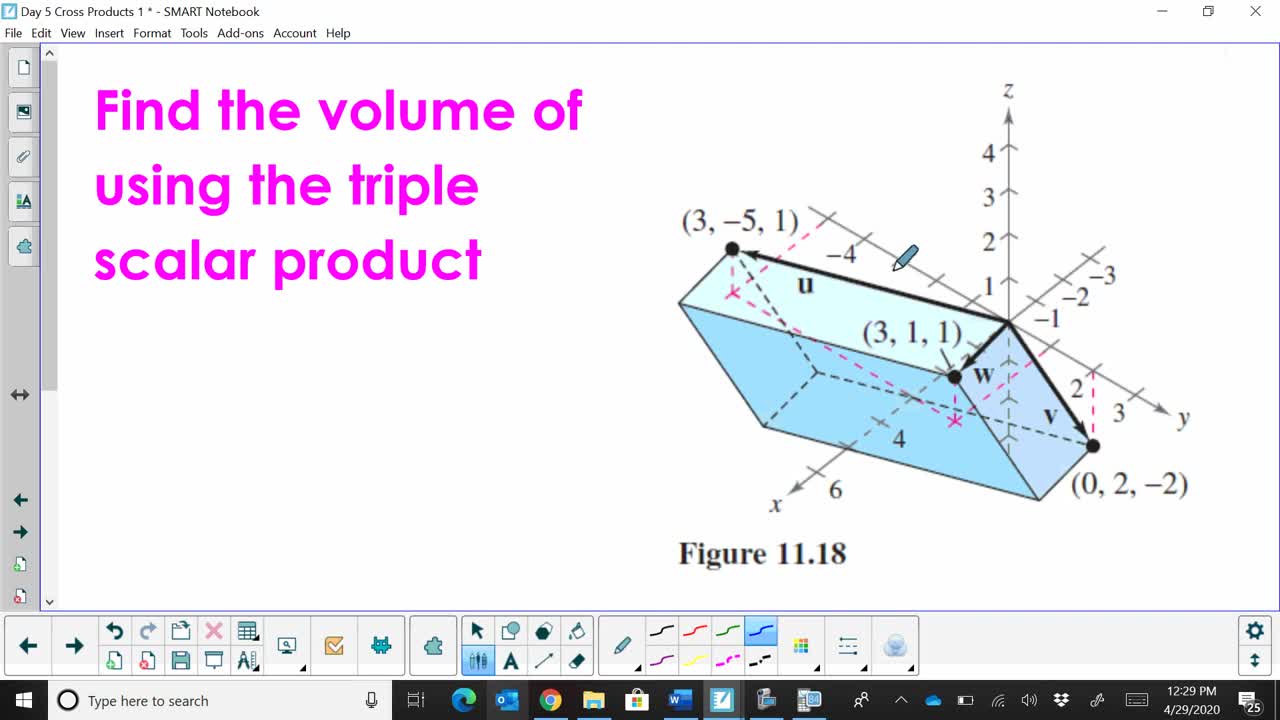 Day 5 Cross Products 1 * - SMART Notebook
File Edit View Insert Format Tools Add-ons Account Help
Find the volume of
using the triple
scalar product
z
4
3
2
1
(3, –5, 1)
–4
–3
–2
–1
u
(3, 1, 1)
w
v
2
3
y
4
6
x
(0, 2, –2)
Figure 11.18
Type here to search
12:29 PM
4/29/2020
25